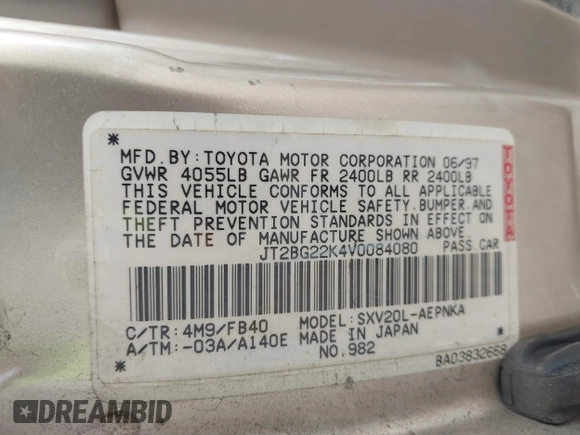 MFD.BY:TOYOTA MOTOR CORPORATION 06/97
GVWR 4055LB GAWR FR 2400LB RR 2400LB
THIS VEHICLE CONFORMS TO ALL APPLICABLE
FEDERAL MOTOR VEHICLE SAFETY,BUMPER,AND
THEFT PREVENTION STANDARDS IN EFFECT ON
THE DATE OF MANUFACTURE SHOWN ABOVE.
JT2BG22K4V0084080 PASS CAR
TOYOTA
C/TR: 4M9/FB40 MODEL: SXV20L-AEPNKA
A/TM: -03A/A140E MADE IN JAPAN
NO.982
BA03832668
DREAMBID